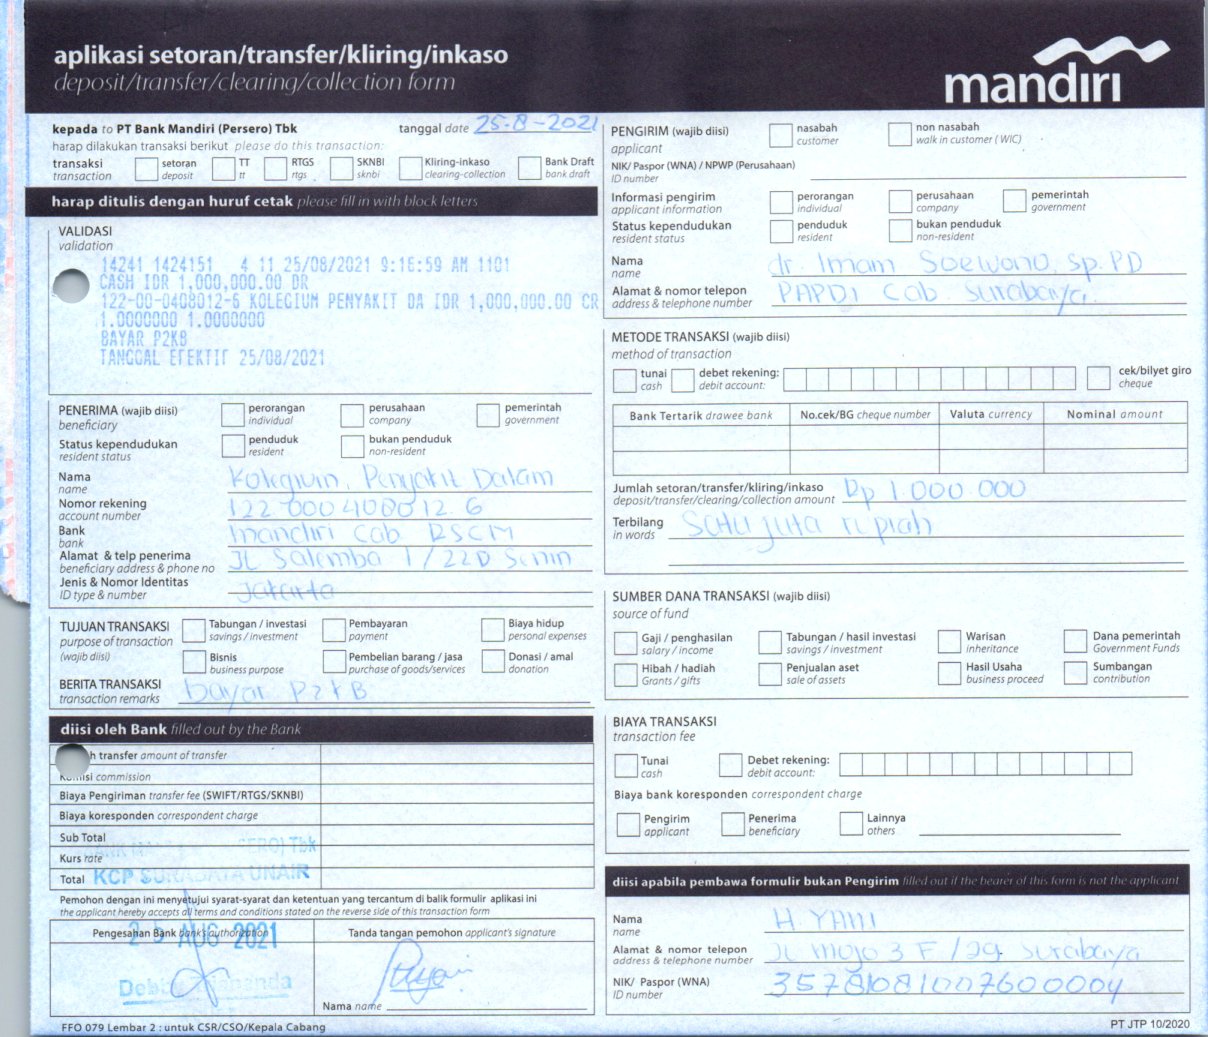 aplikasi setoran/transfer/kliring/inkaso
deposit/transfer/clearing/collection form
mandiri
kepada to PT Bank Mandiri (Persero) Tbk
tanggal date 25-8-2021
harap dilakukan transaksi berikut please do this transaction:
transaksi transaction
setoran deposit
TT tt
RTGS rtgs
SKNBI sknbi
Kliring-inkaso clearing-collection
Bank Draft bank draft
harap ditulis dengan huruf cetak please fill in with block letters
VALIDASI
validation
14241 1424151 4 11 25/08/2021 9:16:59 AM 1101
CASH IDR 1,000,000.00 DR
122-00-0408012-6 KOLEGIUM PENYAKIT DA IDR 1,000,000.00 CR
1.0000000 1.0000000
BAYAR P2KB
TANGGAL EFEKTIF 25/08/2021
PENERIMA (wajib diisi)
beneficiary
perorangan individual
perusahaan company
pemerintah government
Status kependudukan
resident status
penduduk resident
bukan penduduk non-resident
Nama name Kolegium Penyakit Dalam
Nomor rekening account number 122 000 408012.6
Bank bank mandiri Cab RSCM
Alamat & telp penerima beneficiary address & phone no JL Salemba 1/22D Senin
Jenis & Nomor Identitas ID type & number Jakarta
TUJUAN TRANSAKSI
purpose of transaction
(wajib diisi)
Tabungan / investasi savings / investment
Pembayaran payment
Biaya hidup personal expenses
Bisnis business purpose
Pembelian barang / jasa purchase of goods/services
Donasi / amal donation
BERITA TRANSAKSI transaction remarks bayar P2KB
diisi oleh Bank filled out by the Bank
h transfer amount of transfer
commission
Biaya Pengiriman transfer fee (SWIFT/RTGS/SKNBI)
Biaya koresponden correspondent charge
Sub Total
Kurs rate
Total
KCP SURABAYA UNAIR
Pemohon dengan ini menyetujui syarat-syarat dan ketentuan yang tercantum di balik formulir aplikasi ini
the applicant hereby accepts all terms and conditions stated on the reverse side of this transaction form
Pengesahan Bank bank's authorization
AUG 2021
Tanda tangan pemohon applicant's signature
Nama name
FFO 079 Lembar 2 : untuk CSR/CSO/Kepala Cabang
PENGIRIM (wajib diisi)
applicant
nasabah customer
non nasabah walk in customer ( WIC)
NIK/ Paspor (WNA) / NPWP (Perusahaan)
ID number
Informasi pengirim
applicant information
perorangan individual
perusahaan company
pemerintah government
Status kependudukan
resident status
penduduk resident
bukan penduduk non-resident
Nama name dr. Imam Soewono, Sp. PD
Alamat & nomor telepon address & telephone number PAPDI Cab. Surabaya.
METODE TRANSAKSI (wajib diisi)
method of transaction
tunai cash
debet rekening: debit account:
cek/bilyet giro cheque
Bank Tertarik drawee bank
No.cek/BG cheque number
Valuta currency
Nominal amount
Jumlah setoran/transfer/kliring/inkaso deposit/transfer/clearing/collection amount Rp 1.000 000
Terbilang in words Satu juta rupiah
SUMBER DANA TRANSAKSI (wajib diisi)
source of fund
Gaji / penghasilan salary / income
Tabungan / hasil investasi savings / investment
Warisan inheritance
Dana pemerintah Government Funds
Hibah / hadiah Grants / gifts
Penjualan aset sale of assets
Hasil Usaha business proceed
Sumbangan contribution
BIAYA TRANSAKSI
transaction fee
Tunai cash
Debet rekening: debit account:
Biaya bank koresponden correspondent charge
Pengirim applicant
Penerima beneficiary
Lainnya others
diisi apabila pembawa formulir bukan Pengirim filled out if the bearer of this form is not the applicant
Nama name H. YANI
Alamat & nomor telepon address & telephone number JL Mojo 3 F /29 Surabaya
NIK/ Paspor (WNA) ID number 3578108100760004
PT JTP 10/2020